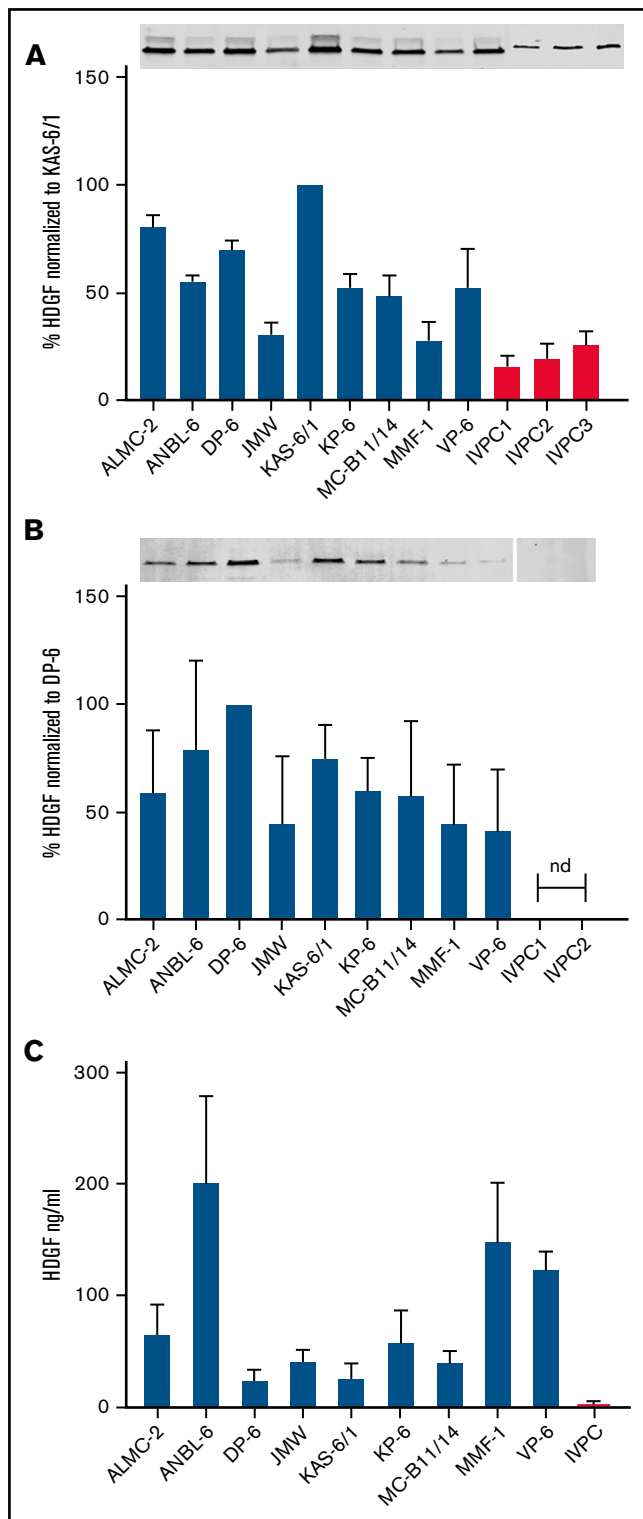 A
% HDGF normalized to KAS-6/1
150
100
50
0
ALMC-2
ANBL-6
DP-6
JMW
KAS-6/1
KP-6
MC-B11/14
MMF-1
VP-6
IVPC1
IVPC2
IVPC3
B
% HDGF normalized to DP-6
150
100
50
0
nd
ALMC-2
ANBL-6
DP-6
JMW
KAS-6/1
KP-6
MC-B11/14
MMF-1
VP-6
IVPC1
IVPC2
C
HDGF ng/ml
300
200
100
0
ALMC-2
ANBL-6
DP-6
JMW
KAS-6/1
KP-6
MC-B11/14
MMF-1
VP-6
IVPC